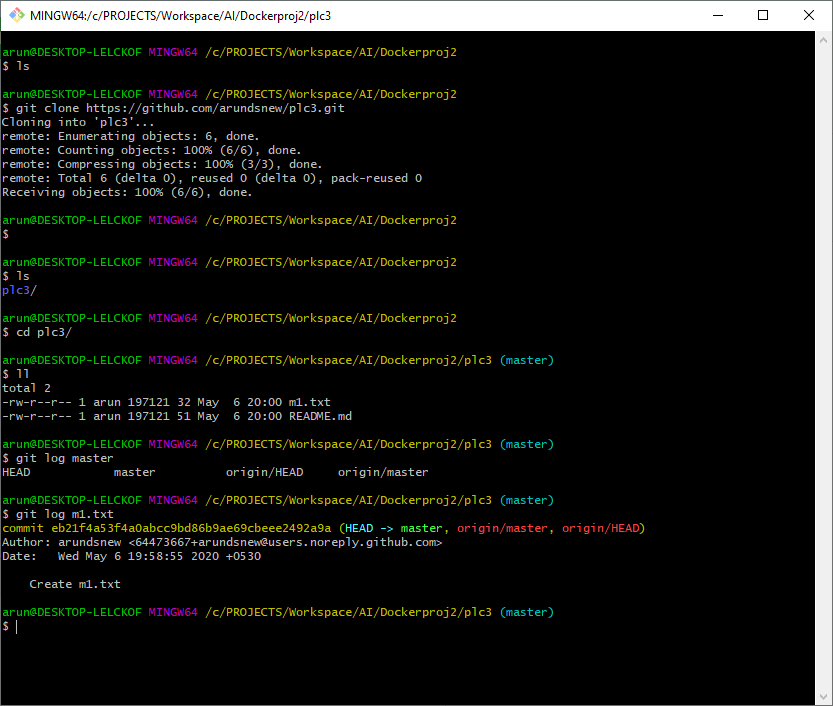 MINGW64:/c/PROJECTS/Workspace/AI/Dockerproj2/plc3
arun@DESKTOP-LELCKOF MINGW64 /c/PROJECTS/Workspace/AI/Dockerproj2
$ ls
arun@DESKTOP-LELCKOF MINGW64 /c/PROJECTS/Workspace/AI/Dockerproj2
$ git clone https://github.com/arundsnew/plc3.git
Cloning into 'plc3'...
remote: Enumerating objects: 6, done.
remote: Counting objects: 100% (6/6), done.
remote: Compressing objects: 100% (3/3), done.
remote: Total 6 (delta 0), reused 0 (delta 0), pack-reused 0
Receiving objects: 100% (6/6), done.
arun@DESKTOP-LELCKOF MINGW64 /c/PROJECTS/Workspace/AI/Dockerproj2
$
arun@DESKTOP-LELCKOF MINGW64 /c/PROJECTS/Workspace/AI/Dockerproj2
$ ls
plc3/
arun@DESKTOP-LELCKOF MINGW64 /c/PROJECTS/Workspace/AI/Dockerproj2
$ cd plc3/
arun@DESKTOP-LELCKOF MINGW64 /c/PROJECTS/Workspace/AI/Dockerproj2/plc3 (master)
$ ll
total 2
-rw-r--r-- 1 arun 197121 32 May  6 20:00 m1.txt
-rw-r--r-- 1 arun 197121 51 May  6 20:00 README.md
arun@DESKTOP-LELCKOF MINGW64 /c/PROJECTS/Workspace/AI/Dockerproj2/plc3 (master)
$ git log master
HEAD            master          origin/HEAD     origin/master
arun@DESKTOP-LELCKOF MINGW64 /c/PROJECTS/Workspace/AI/Dockerproj2/plc3 (master)
$ git log m1.txt
commit eb21f4a53f4a0abcc9bd86b9ae69cbeee2492a9a (HEAD -> master, origin/master, origin/HEAD)
Author: arundsnew <64473667+arundsnew@users.noreply.github.com>
Date:   Wed May 6 19:58:55 2020 +0530
    Create m1.txt
arun@DESKTOP-LELCKOF MINGW64 /c/PROJECTS/Workspace/AI/Dockerproj2/plc3 (master)
$